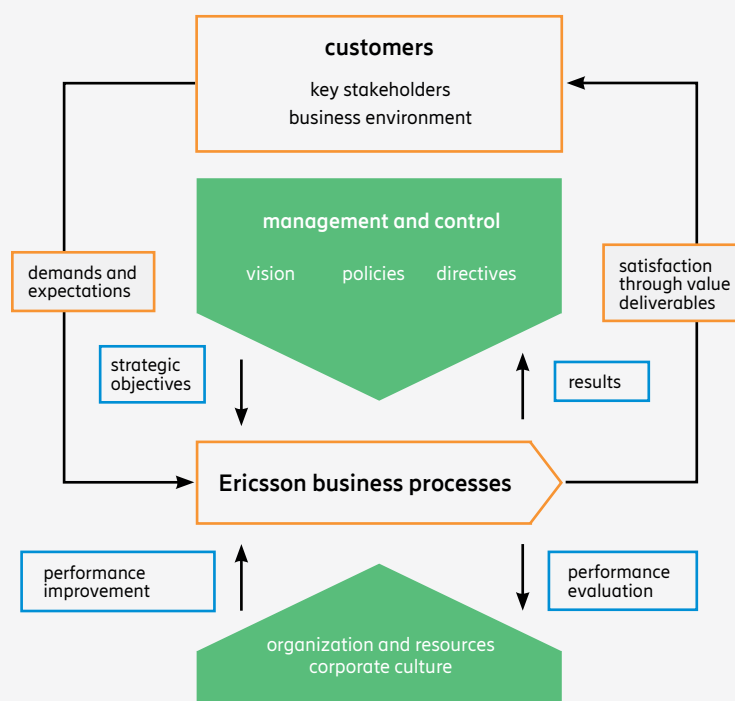 customers
key stakeholders
business environment
management and control
vision policies directives
demands and
expectations
satisfaction
through value
deliverables
strategic
objectives
results
Ericsson business processes
performance
improvement
performance
evaluation
organization and resources
corporate culture